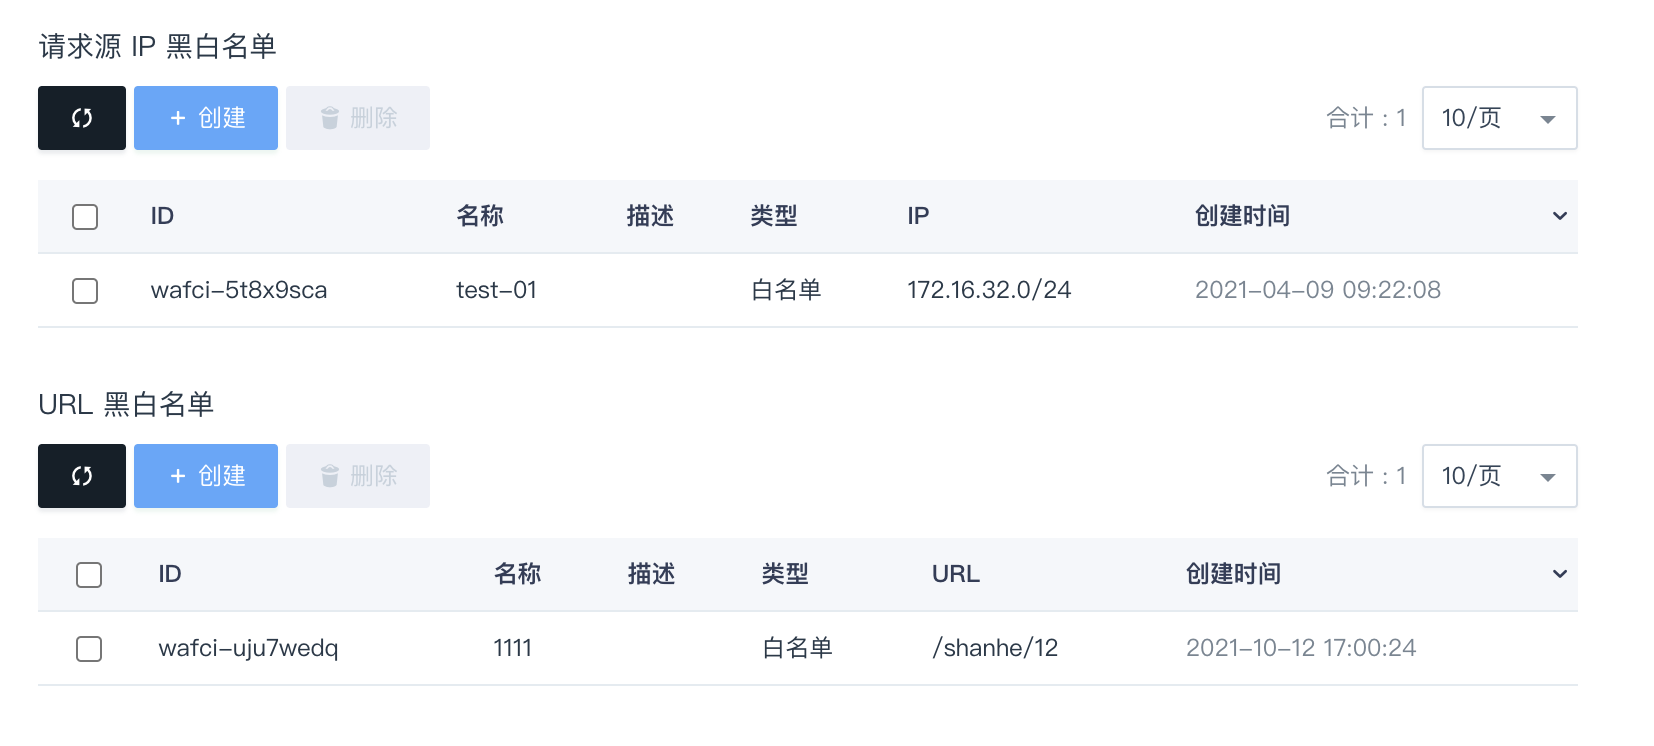 请求源 IP 黑白名单
+ 创建 删除 合计 : 1 10/页
ID 名称 描述 类型 IP 创建时间
wafci-5t8x9sca test-01 白名单 172.16.32.0/24 2021-04-09 09:22:08
URL 黑白名单
+ 创建 删除 合计 : 1 10/页
ID 名称 描述 类型 URL 创建时间
wafci-uju7wedq 1111 白名单 /shanhe/12 2021-10-12 17:00:24